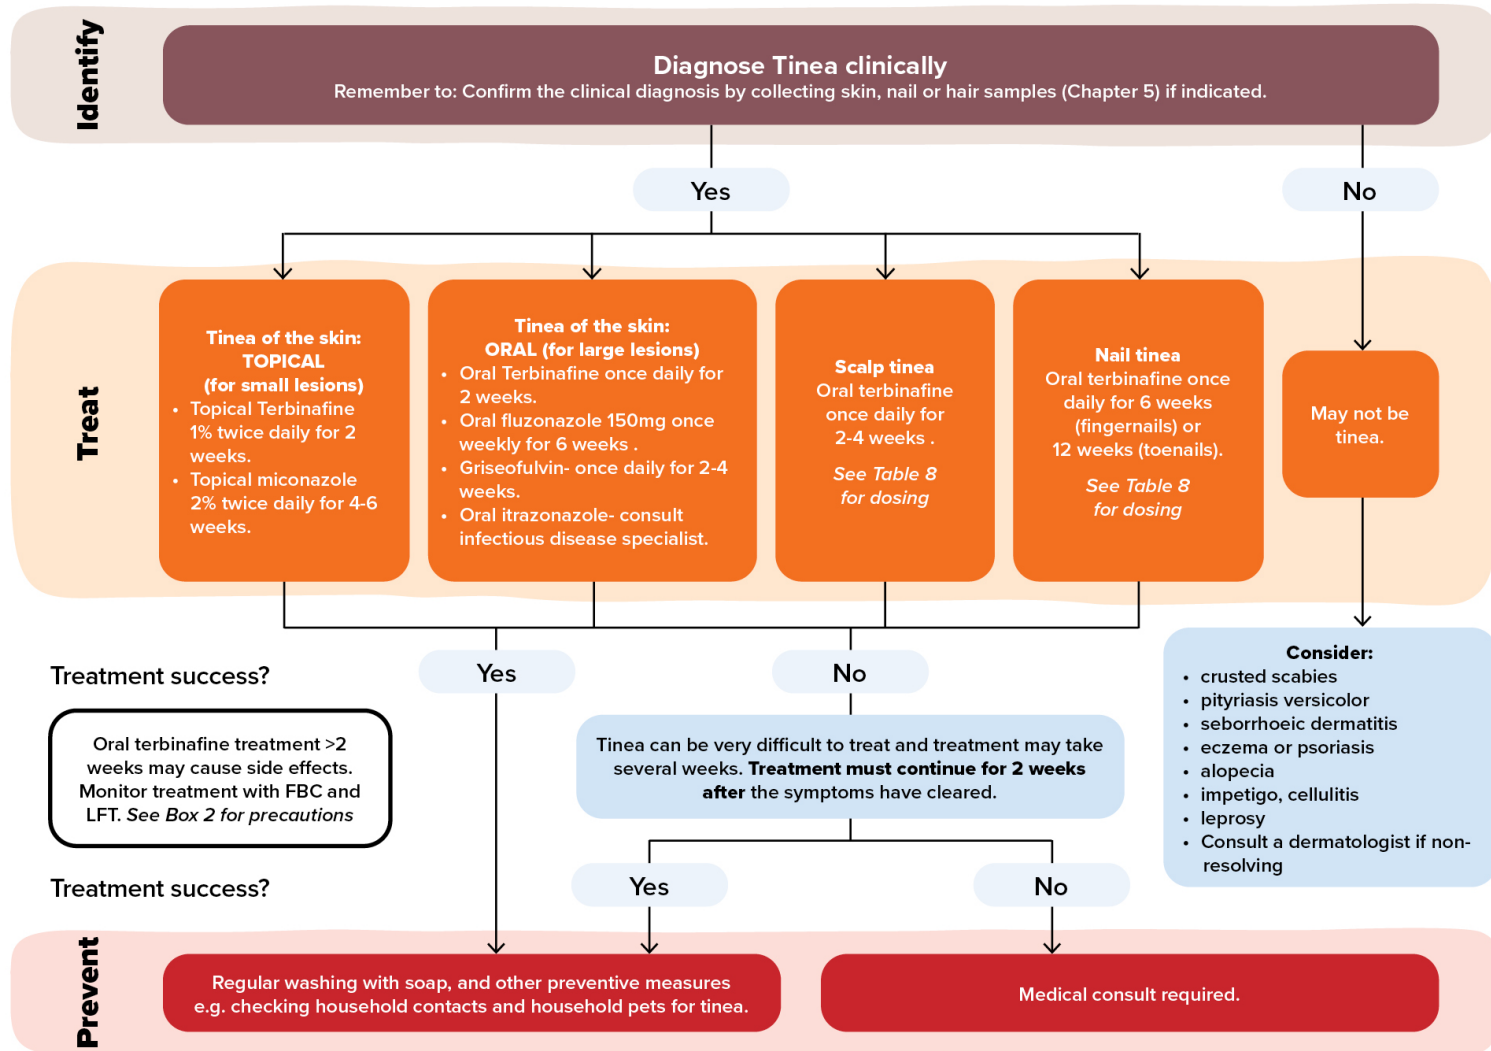 Identify
Diagnose Tinea clinically
Remember to: Confirm the clinical diagnosis by collecting skin, nail or hair samples (Chapter 5) if indicated.
Yes
No
Treat
Tinea of the skin:
TOPICAL
(for small lesions)
• Topical Terbinafine
1% twice daily for 2
weeks.
• Topical miconazole
2% twice daily for 4-6
weeks.
Tinea of the skin:
ORAL (for large lesions)
• Oral Terbinafine once daily for
2 weeks.
• Oral fluzonazole 150mg once
weekly for 6 weeks .
• Griseofulvin- once daily for 2-4
weeks.
• Oral itrazonazole- consult
infectious disease specialist.
Scalp tinea
Oral terbinafine
once daily for
2-4 weeks .
See Table 8
for dosing
Nail tinea
Oral terbinafine once
daily for 6 weeks
(fingernails) or
12 weeks (toenails).
See Table 8
for dosing
May not be
tinea.
Treatment success?
Yes
No
Oral terbinafine treatment >2
weeks may cause side effects.
Monitor treatment with FBC and
LFT. See Box 2 for precautions
Tinea can be very difficult to treat and treatment may take
several weeks. Treatment must continue for 2 weeks
after the symptoms have cleared.
Consider:
• crusted scabies
• pityriasis versicolor
• seborrhoeic dermatitis
• eczema or psoriasis
• alopecia
• impetigo, cellulitis
• leprosy
• Consult a dermatologist if non-
resolving
Treatment success?
Yes
No
Prevent
Regular washing with soap, and other preventive measures
e.g. checking household contacts and household pets for tinea.
Medical consult required.